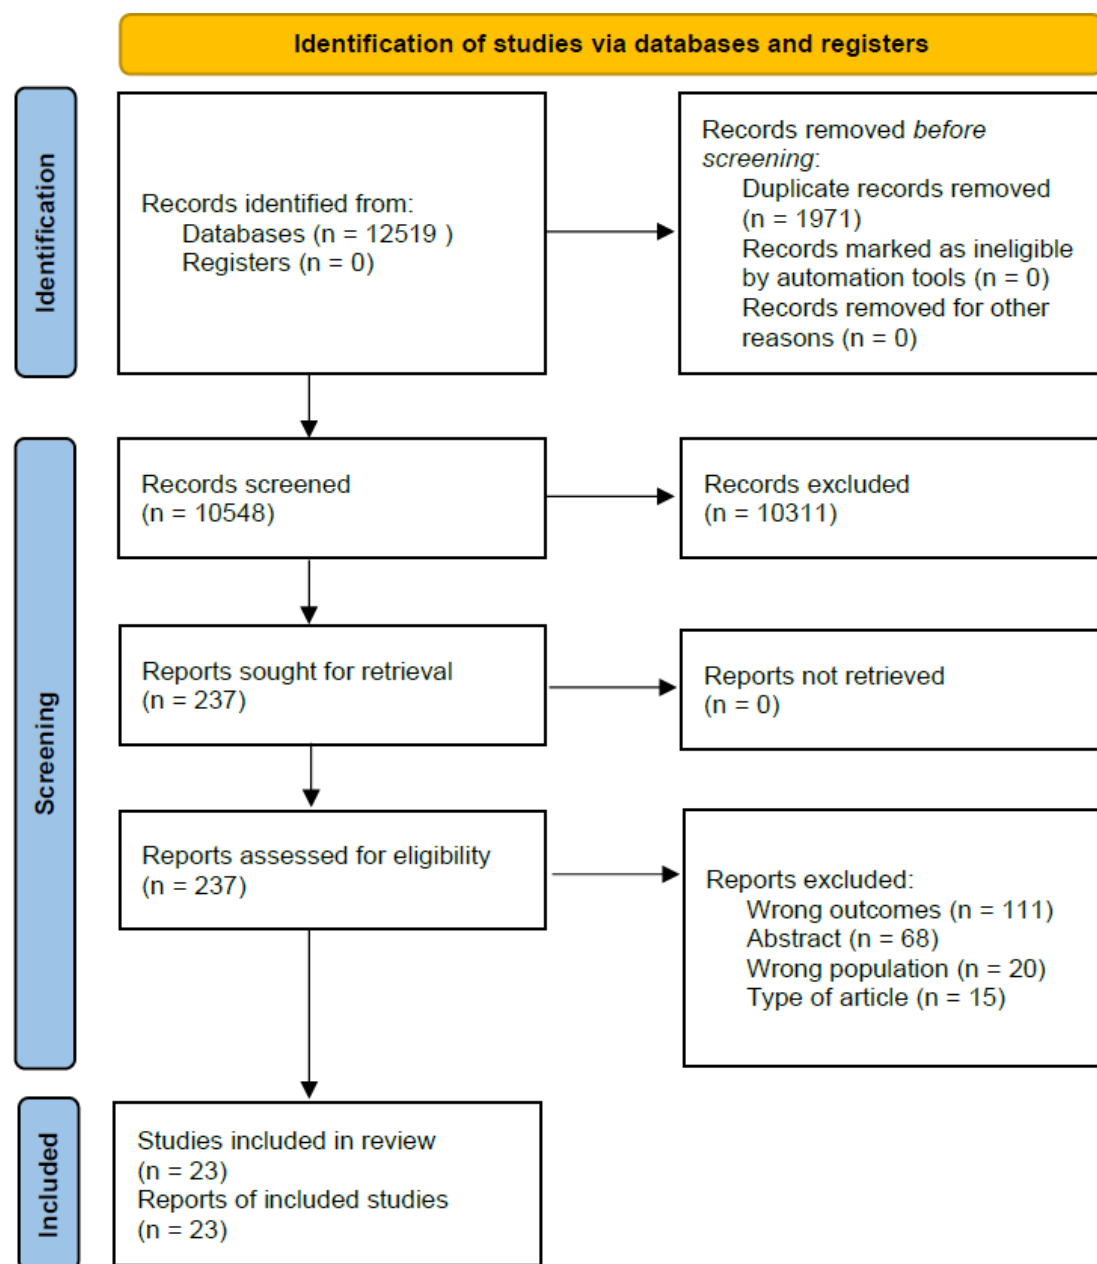 Identification of studies via databases and registers
Identification
Records identified from:
Databases (n = 12519 )
Registers (n = 0)
Records removed before
screening:
Duplicate records removed
(n = 1971)
Records marked as ineligible
by automation tools (n = 0)
Records removed for other
reasons (n = 0)
Screening
Records screened
(n = 10548)
Records excluded
(n = 10311)
Reports sought for retrieval
(n = 237)
Reports not retrieved
(n = 0)
Reports assessed for eligibility
(n = 237)
Reports excluded:
Wrong outcomes (n = 111)
Abstract (n = 68)
Wrong population (n = 20)
Type of article (n = 15)
Included
Studies included in review
(n = 23)
Reports of included studies
(n = 23)